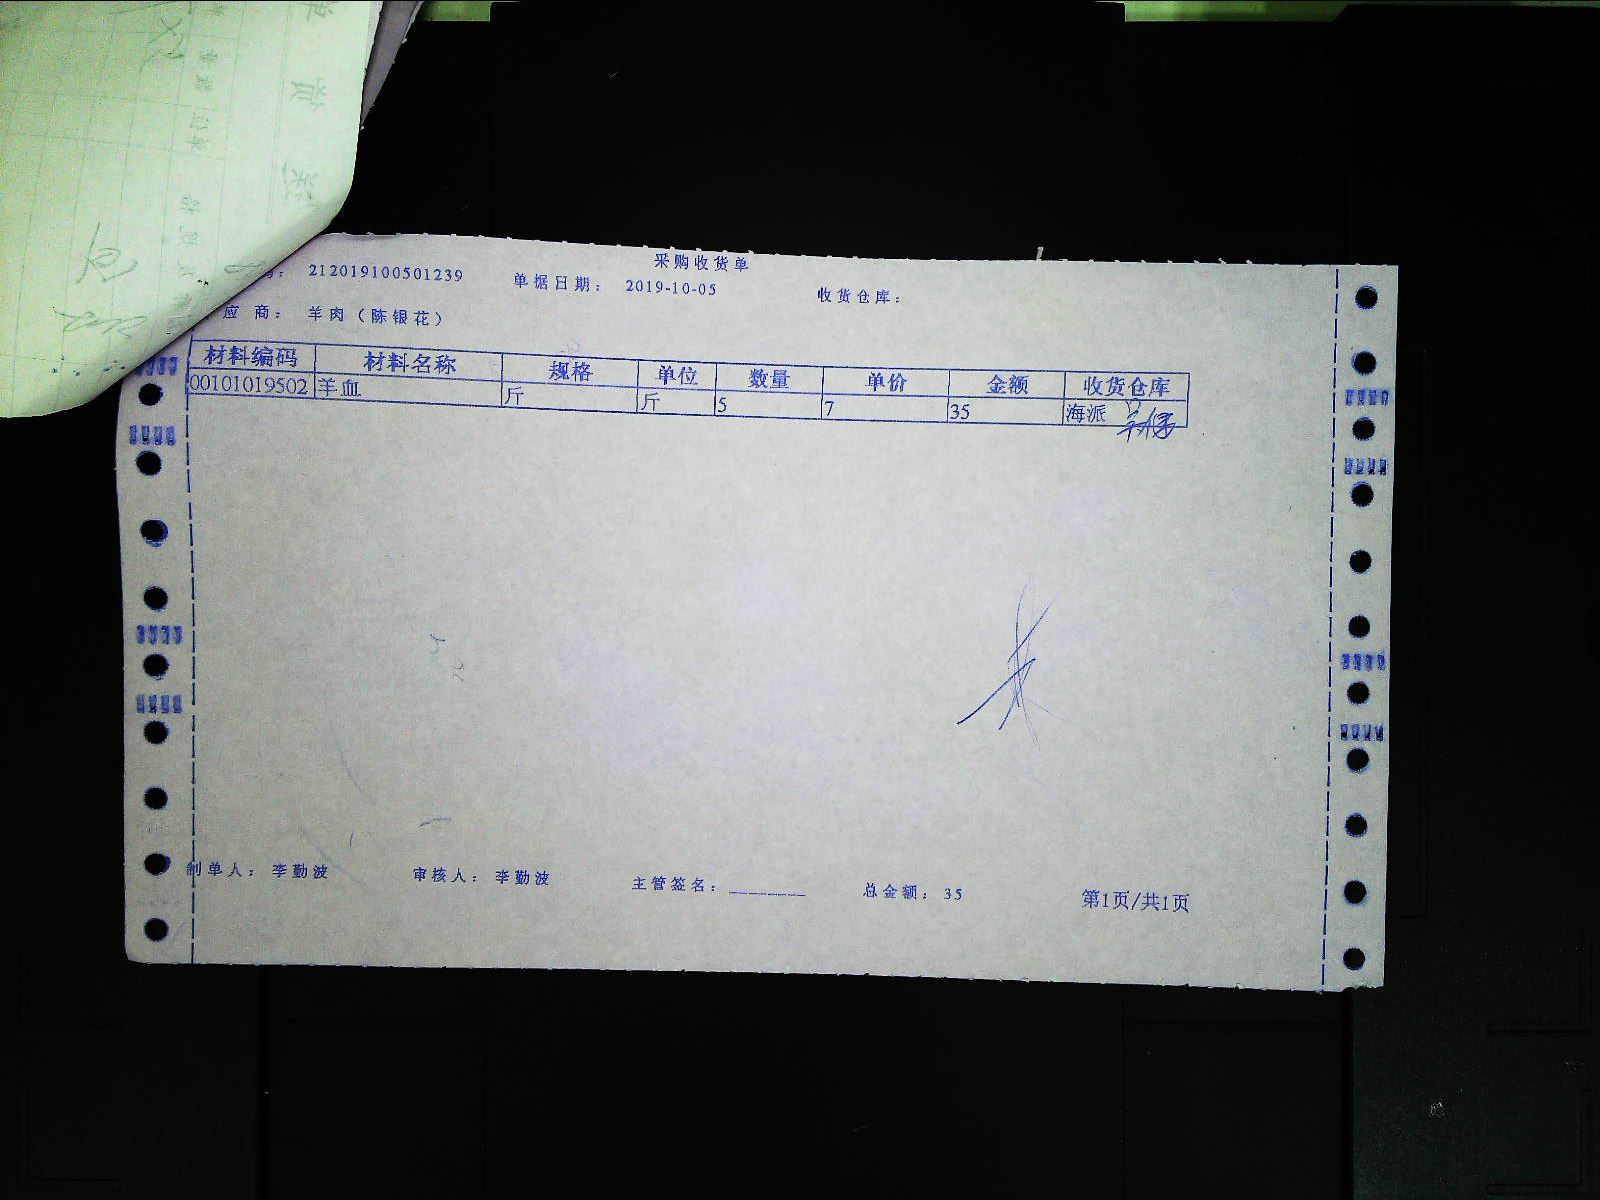 采购收货单
号： 212019100501239 单据日期： 2019-10-05 收货仓库：
应 商： 羊肉（陈银花）
材料编码 材料名称 规格 单位 数量 单价 金额 收货仓库
00101019502 羊血 斤 斤 5 7 35 海派
制单人： 李勤波 审核人： 李勤波 主管签名：________ 总金额： 35 第1页/共1页